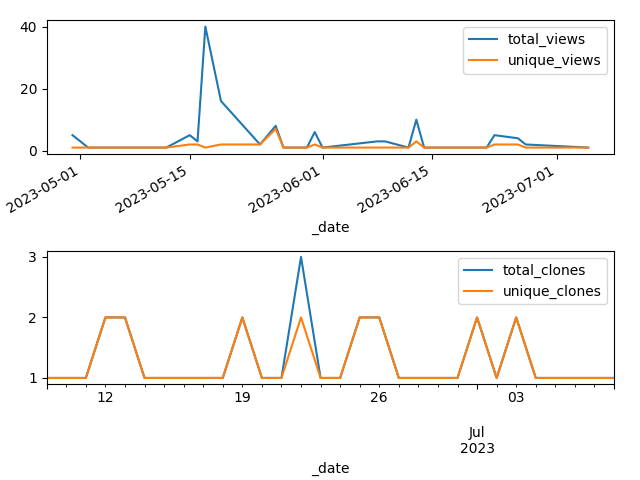 40
20
0
total_views
unique_views
2023-05-01
2023-05-15
2023-06-01
2023-06-15
2023-07-01
_date
3
2
1
total_clones
unique_clones
12
19
26
03
Jul
2023
_date